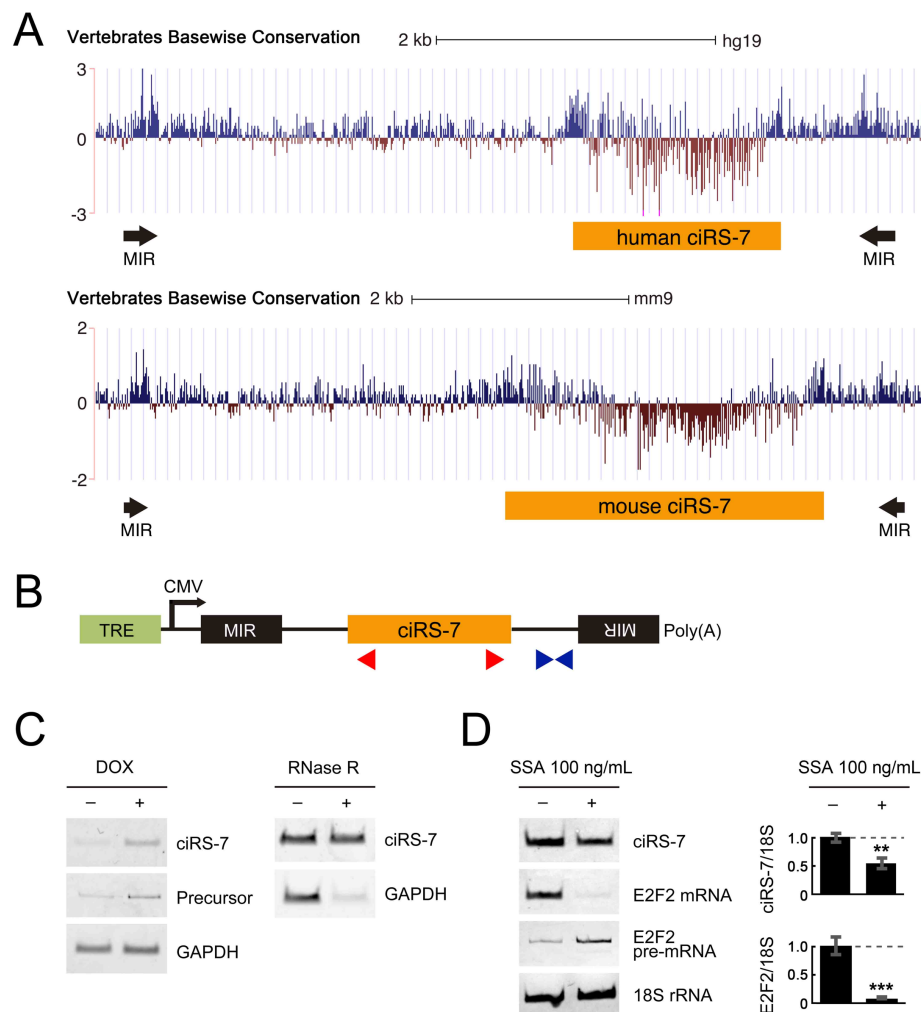 A
Vertebrates Basewise Conservation
2 kb
hg19
3
0
-3
human ciRS-7
MIR
MIR
Vertebrates Basewise Conservation
2 kb
mm9
2
0
-2
mouse ciRS-7
MIR
MIR
B
CMV
TRE
MIR
ciRS-7
MIR
Poly(A)
C
DOX
– +
ciRS-7
Precursor
GAPDH
RNase R
– +
ciRS-7
GAPDH
D
SSA 100 ng/mL
– +
ciRS-7
E2F2 mRNA
E2F2
pre-mRNA
18S rRNA
SSA 100 ng/mL
– +
ciRS-7/18S
1.0
0.5
0
**
E2F2/18S
1.0
0.5
0
***